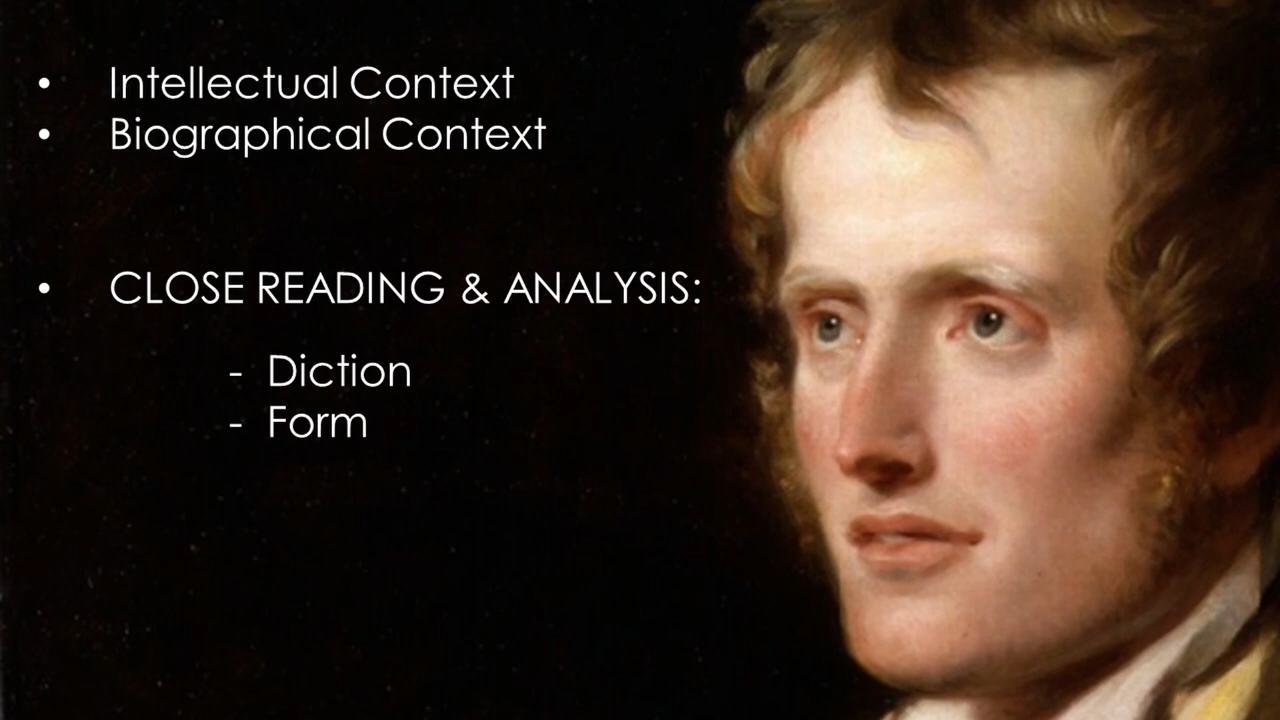 • Intellectual Context
• Biographical Context
• CLOSE READING & ANALYSIS:
- Diction
- Form